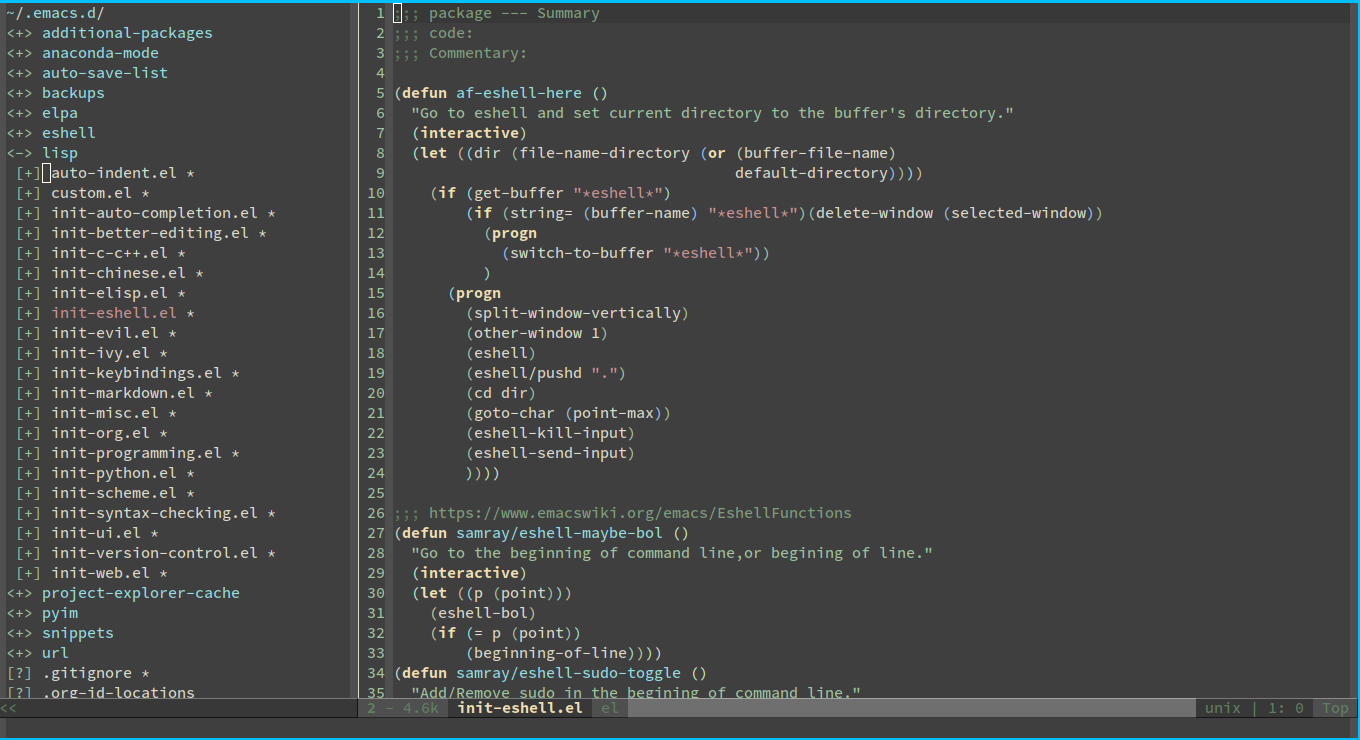 ~/.emacs.d/
<+> additional-packages
<+> anaconda-mode
<+> auto-save-list
<+> backups
<+> elpa
<+> eshell
<-> lisp
[+] auto-indent.el *
[+] custom.el *
[+] init-auto-completion.el *
[+] init-better-editing.el *
[+] init-c-c++.el *
[+] init-chinese.el *
[+] init-elisp.el *
[+] init-eshell.el *
[+] init-evil.el *
[+] init-ivy.el *
[+] init-keybindings.el *
[+] init-markdown.el *
[+] init-misc.el *
[+] init-org.el *
[+] init-programming.el *
[+] init-python.el *
[+] init-scheme.el *
[+] init-syntax-checking.el *
[+] init-ui.el *
[+] init-version-control.el *
[+] init-web.el *
<+> project-explorer-cache
<+> pyim
<+> snippets
<+> url
[?] .gitignore *
[?] .org-id-locations
<<
1 ;;; package --- Summary
2 ;;; code:
3 ;;; Commentary:
4
5 (defun af-eshell-here ()
6 "Go to eshell and set current directory to the buffer's directory."
7 (interactive)
8 (let ((dir (file-name-directory (or (buffer-file-name)
9 default-directory))))
10 (if (get-buffer "*eshell*")
11 (if (string= (buffer-name) "*eshell*")(delete-window (selected-window))
12 (progn
13 (switch-to-buffer "*eshell*"))
14 )
15 (progn
16 (split-window-vertically)
17 (other-window 1)
18 (eshell)
19 (eshell/pushd ".")
20 (cd dir)
21 (goto-char (point-max))
22 (eshell-kill-input)
23 (eshell-send-input)
24 ))))
25
26 ;;; https://www.emacswiki.org/emacs/EshellFunctions
27 (defun samray/eshell-maybe-bol ()
28 "Go to the beginning of command line,or begining of line."
29 (interactive)
30 (let ((p (point)))
31 (eshell-bol)
32 (if (= p (point))
33 (beginning-of-line))))
34 (defun samray/eshell-sudo-toggle ()
35 "Add/Remove sudo in the begining of command line."
2 - 4.6k init-eshell.el el unix | 1: 0 Top